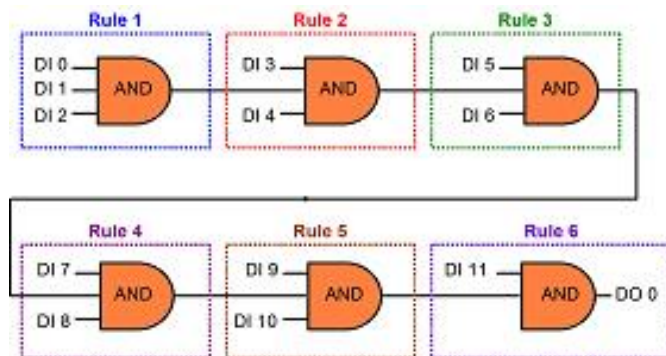 Rule 1 Rule 2 Rule 3
DI 0 DI 3 DI 5
DI 1 AND AND AND
DI 2 DI 4 DI 6
Rule 4 Rule 5 Rule 6
DI 7 DI 9 DI 11
AND AND AND DO 0
DI 8 DI 10